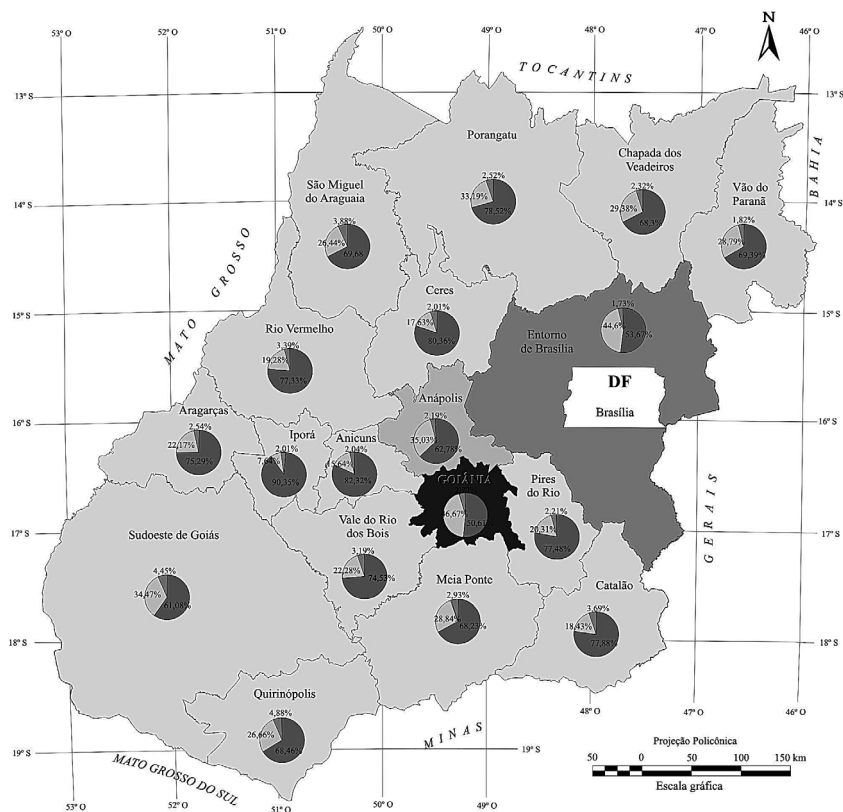 53° O
52° O
51° O
50° O
49° O
48° O
47° O
46° O
N
TOCANTINS
13° S
13° S
BAHIA
Porangatu
2,52%
33,19%
78,52%
Chapada dos
Veadeiros
2,32%
29,38%
68,3%
São Miguel
do Araguaia
3,88%
26,44%
69,68
Vão do
Paranã
1,82%
28,79%
69,39%
14° S
14° S
MATO GROSSO
Ceres
2,01%
17,63%
80,36%
1,73%
44,6%
53,67%
Entorno
de Brasília
15° S
15° S
Rio Vermelho
3,39%
19,28%
77,33%
DF
Brasília
Anápolis
2,19%
35,03%
62,78%
16° S
16° S
Aragarças
2,54%
22,17%
75,29%
Iporá
2,01%
7,64%
90,35%
Anicuns
2,04%
15,64%
82,32%
GOIÂNIA
50,61%
Pires
do Rio
2,21%
20,31%
77,48%
GERAIS
17° S
17° S
Sudoeste de Goiás
4,45%
34,47%
61,08%
Vale do Rio
dos Bois
3,19%
22,28%
74,53%
Meia Ponte
2,93%
28,84%
68,23%
Catalão
3,69%
18,43%
77,88%
18° S
18° S
Quirinópolis
4,88%
26,66%
68,46%
MINAS
48° O
47° O
46° O
19° S
19° S
MATO GROSSO DO SUL
Projeção Policônica
50
0
50
100
150 km
Escala gráfica
53° O
52° O
51° O
50° O
49° O